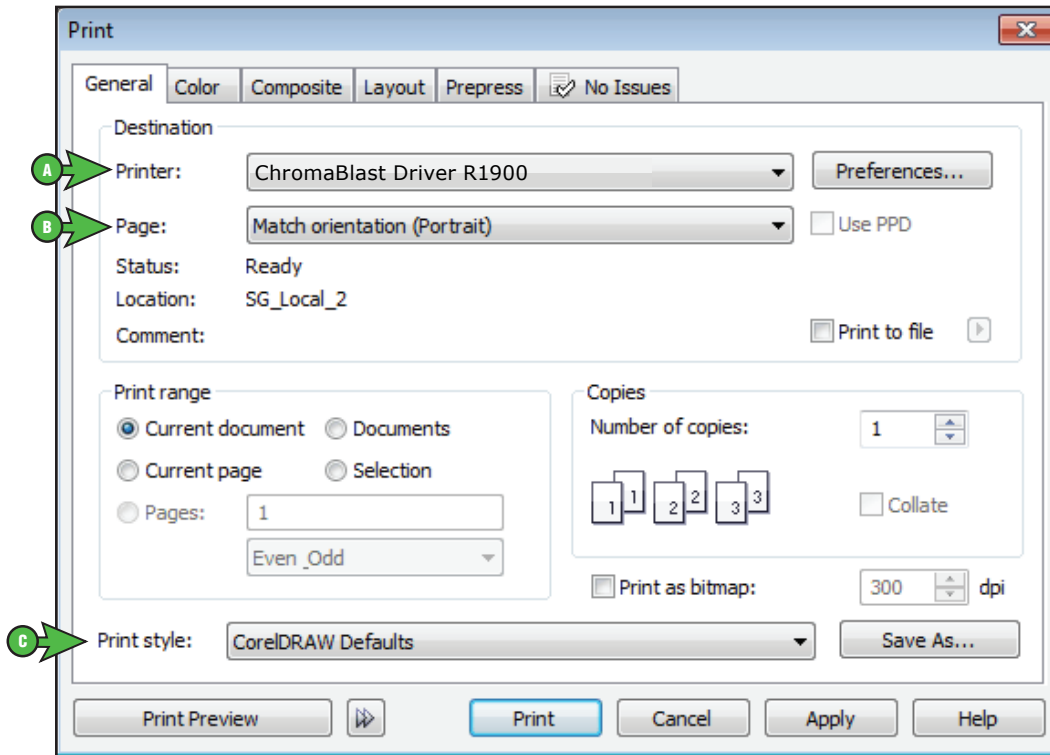 Print
General Color Composite Layout Prepress No Issues
Destination
A Printer: ChromaBlast Driver R1900 Preferences...
B Page: Match orientation (Portrait) Use PPD
Status: Ready
Location: SG_Local_2
Comment: Print to file
Print range
Current document Documents
Current page Selection
Pages: 1
Even_Odd
Copies
Number of copies: 1
1 1 2 2 3 3 Collate
Print as bitmap: 300 dpi
C Print style: CorelDRAW Defaults Save As...
Print Preview Print Cancel Apply Help